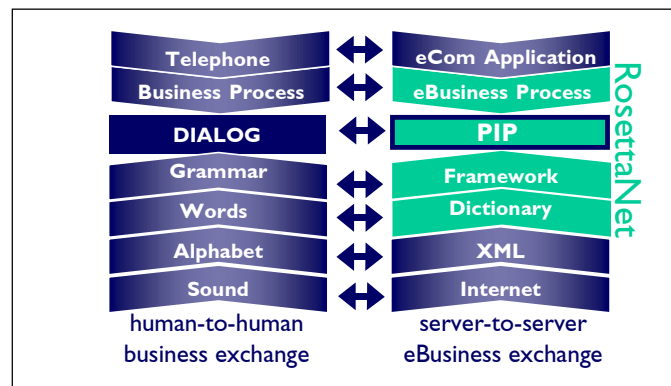 Telephone
eCom Application
Business Process
eBusiness Process
DIALOG
PIP
Grammar
Framework
Words
Dictionary
Alphabet
XML
Sound
Internet
RosettaNet
human-to-human
business exchange
server-to-server
eBusiness exchange